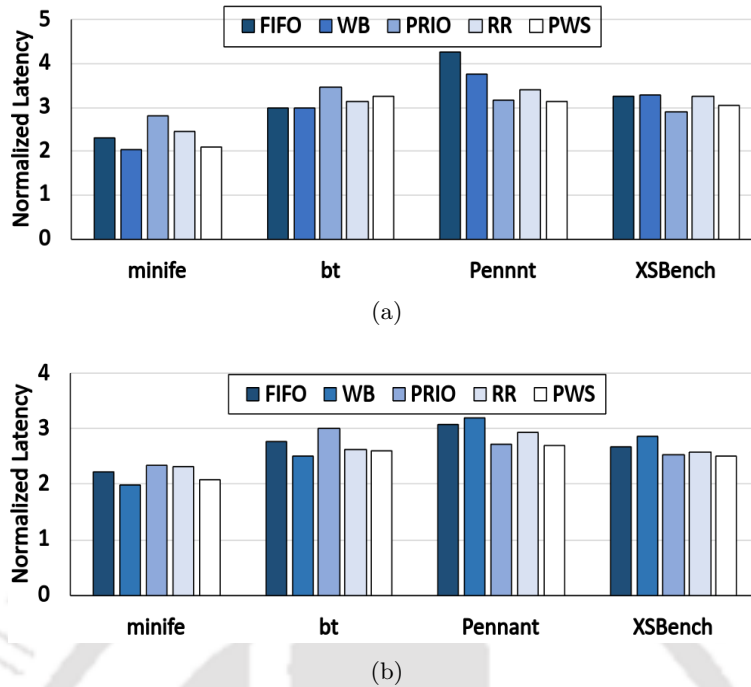 FIFO WB PRIO RR PWS
Normalized Latency
5
4
3
2
1
0
minife bt Pennnt XSBench
(a)
FIFO WB PRIO RR PWS
Normalized Latency
4
3
2
1
0
minife bt Pennant XSBench
(b)